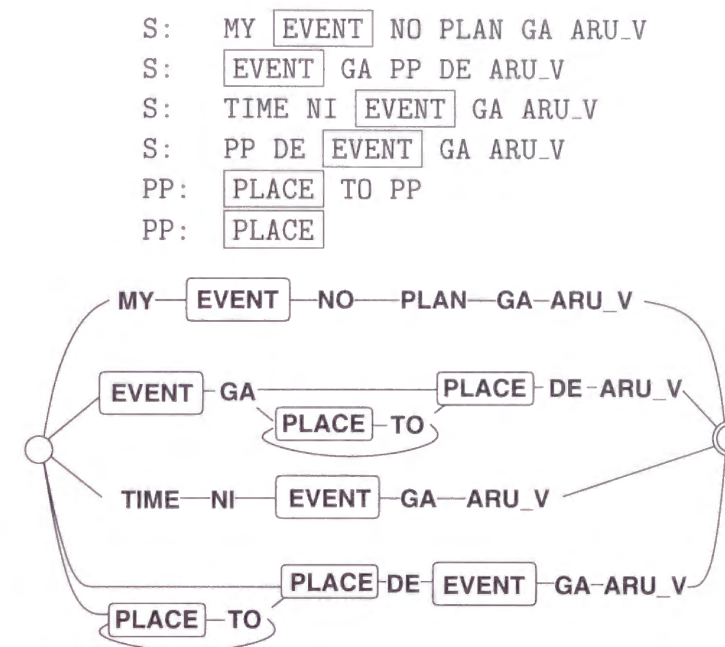 S: MY EVENT NO PLAN GA ARU_V
S: EVENT GA PP DE ARU_V
S: TIME NI EVENT GA ARU_V
S: PP DE EVENT GA ARU_V
PP: PLACE TO PP
PP: PLACE
MY EVENT NO PLAN GA ARU_V
EVENT GA PLACE DE ARU_V
PLACE TO
TIME NI EVENT GA ARU_V
PLACE DE EVENT GA ARU_V
PLACE TO